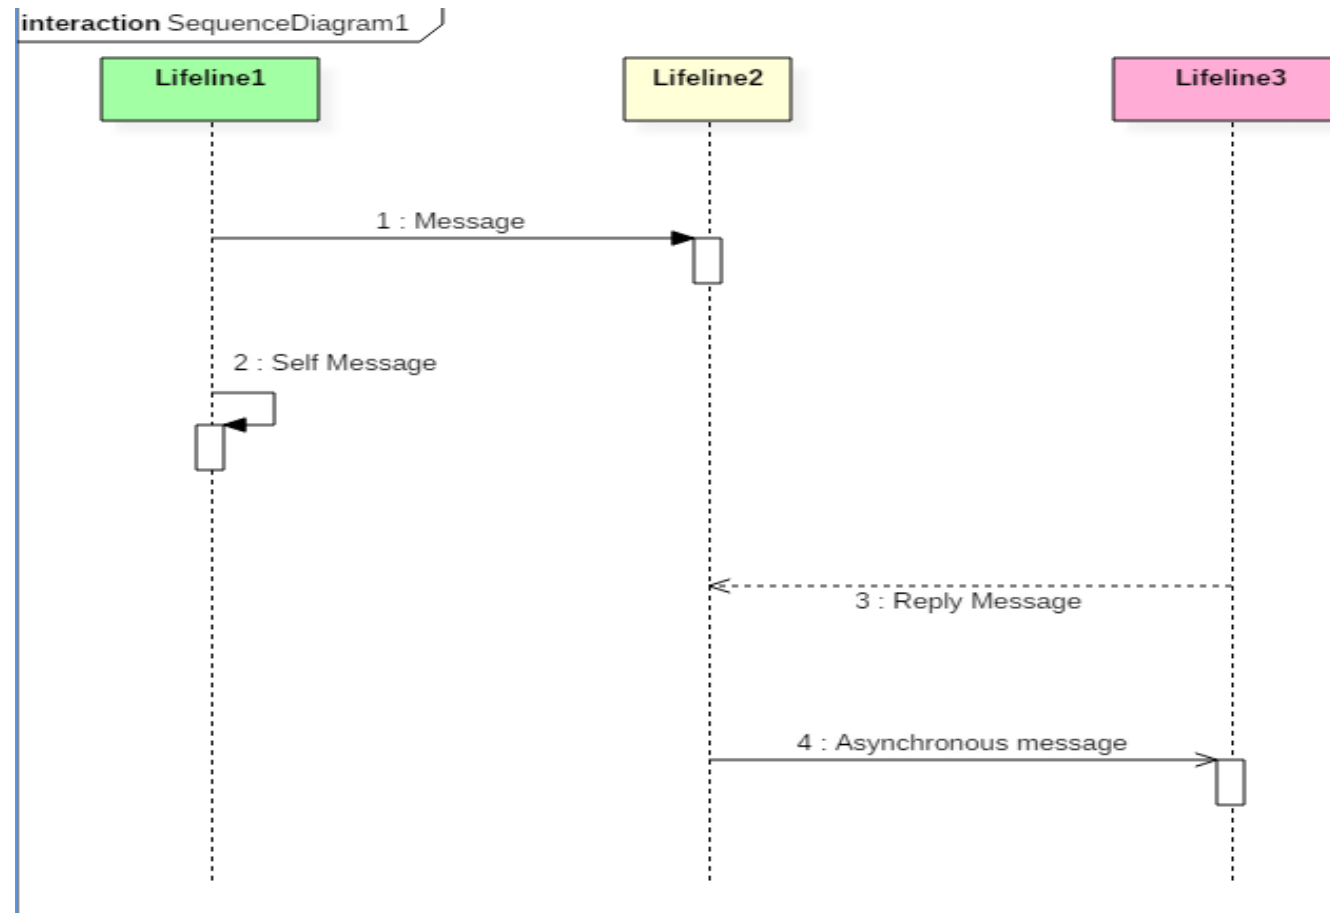 interaction SequenceDiagram1
Lifeline1
Lifeline2
Lifeline3
1 : Message
2 : Self Message
3 : Reply Message
4 : Asynchronous message